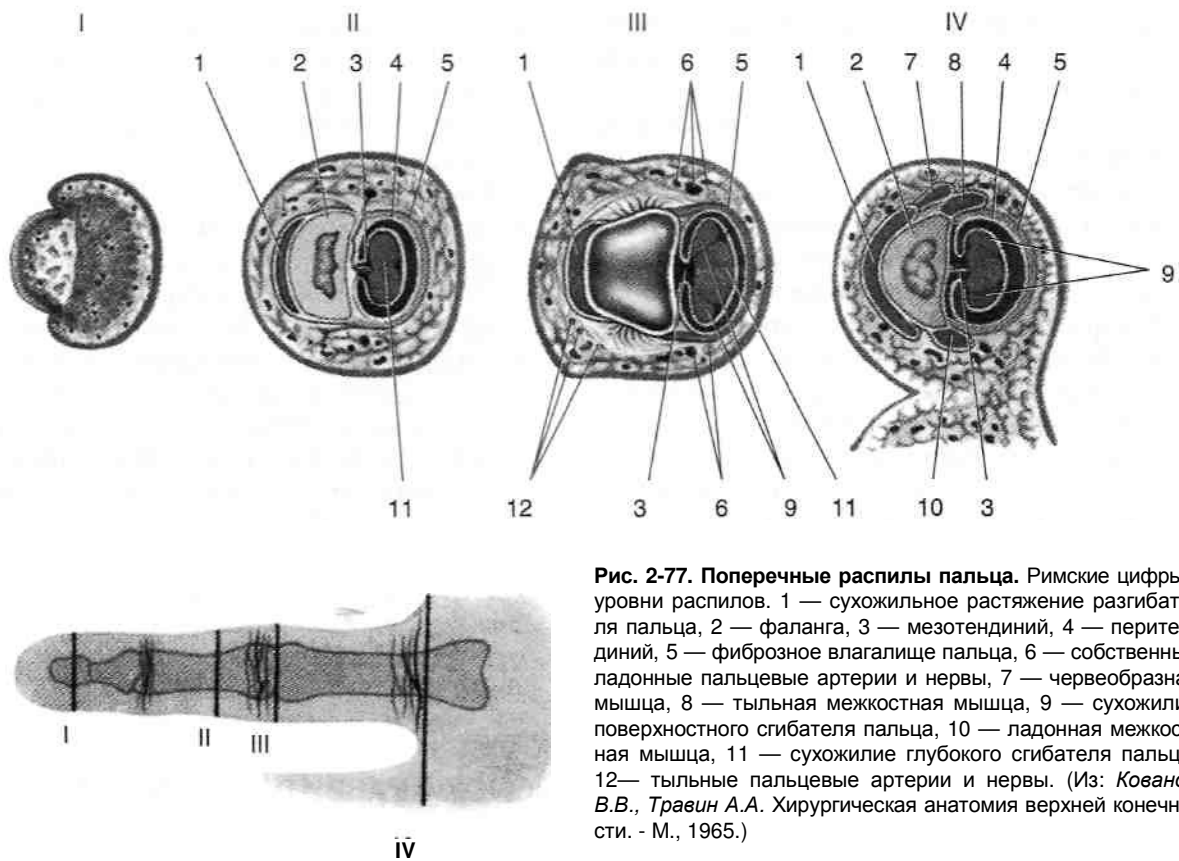 I II III IV
1 2 3 4 5 1 6 5 1 2 7 8 4 5
9
11 12 3 6 9 11 10 3
Рис. 2-77. Поперечные распилы пальца. Римские цифры
уровни распилов. 1 — сухожильное растяжение разгибат
ля пальца, 2 — фаланга, 3 — мезотендиний, 4 — перите
диний, 5 — фиброзное влагалище пальца, 6 — собственны
ладонные пальцевые артерии и нервы, 7 — червеобразна
мышца, 8 — тыльная межкостная мышца, 9 — сухожили
поверхностного сгибателя пальца, 10 — ладонная межкос
ная мышца, 11 — сухожилие глубокого сгибателя пальц
12— тыльные пальцевые артерии и нервы. (Из: Ковано
В.В., Травин А.А. Хирургическая анатомия верхней конечн
сти. - М., 1965.)
I II III
IV